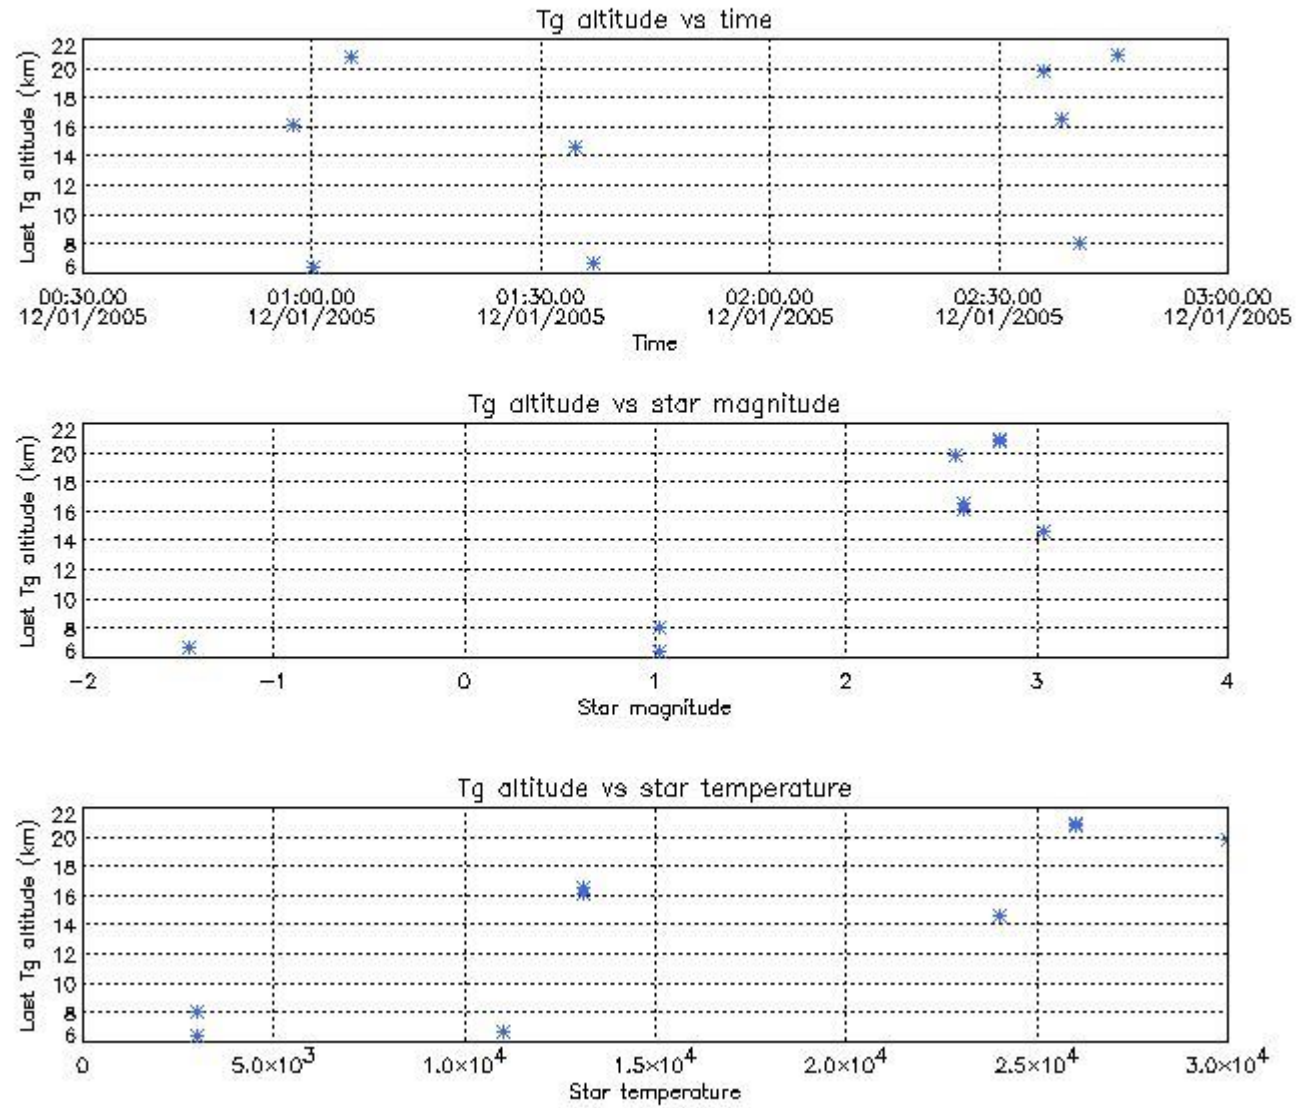 Tg altitude vs time
Last Tg altitude (km)
22
20
18
16
14
12
10
8
6
00:30.00 01:00.00 01:30.00 02:00.00 02:30.00 03:00.00
12/01/2005 12/01/2005 12/01/2005 12/01/2005 12/01/2005 12/01/2005
Time
Tg altitude vs star magnitude
Last Tg altitude (km)
22
20
18
16
14
12
10
8
6
-2 -1 0 1 2 3 4
Star magnitude
Tg altitude vs star temperature
Last Tg altitude (km)
22
20
18
16
14
12
10
8
6
0 5.0×10³ 1.0×10⁴ 1.5×10⁴ 2.0×10⁴ 2.5×10⁴ 3.0×10⁴
Star temperature